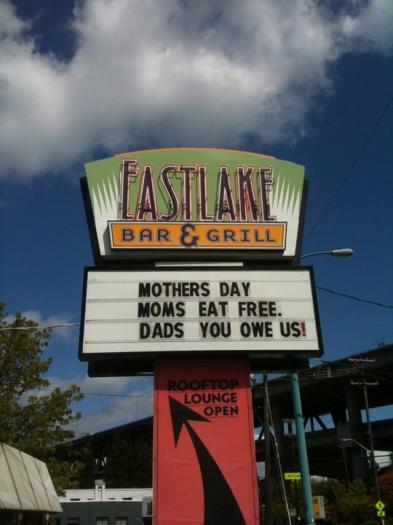 EASTLAKE
BAR & GRILL
MOTHERS DAY
MOMS EAT FREE.
DADS YOU OWE US!
ROOFTOP
LOUNGE
OPEN